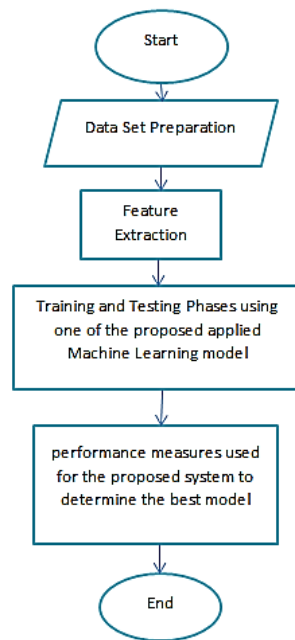 Start
Data Set Preparation
Feature
Extraction
Training and Testing Phases using
one of the proposed applied
Machine Learning model
performance measures used
for the proposed system to
determine the best model
End